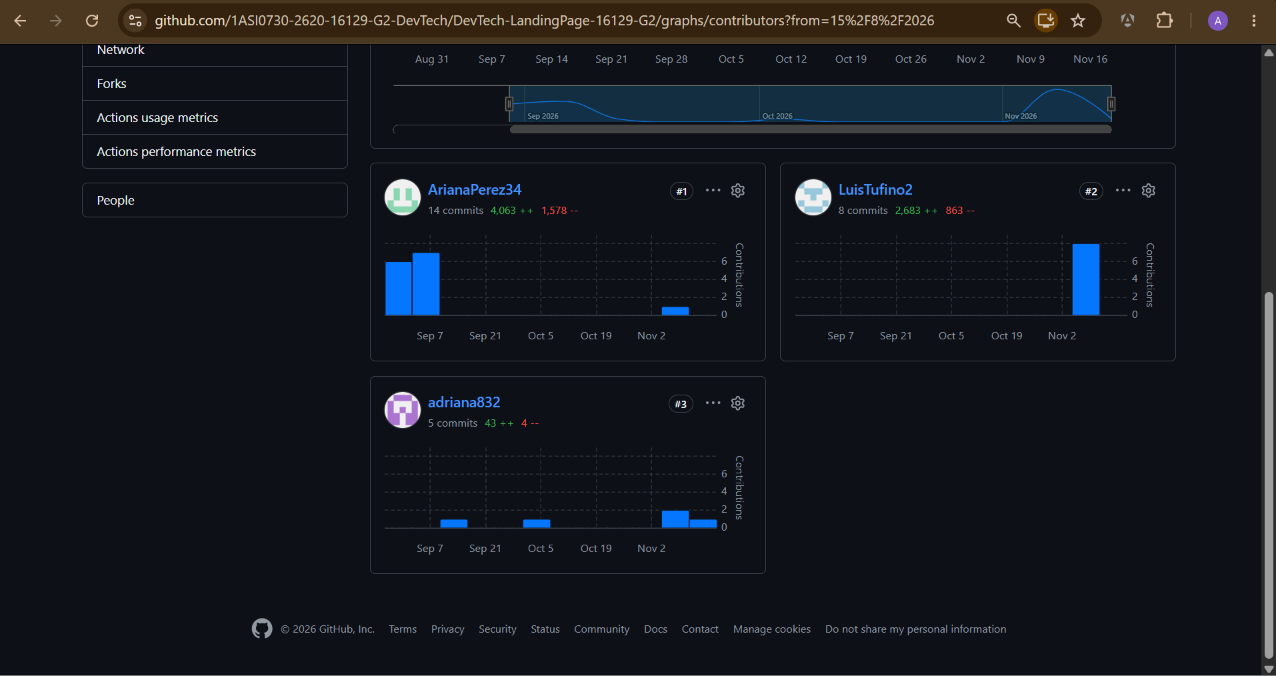 github.com/1ASI0730-2620-16129-G2-DevTech/DevTech-LandingPage-16129-G2/graphs/contributors?from=15%2F8%2F2026
A
Network
Forks
Actions usage metrics
Actions performance metrics
People
Aug 31 Sep 7 Sep 14 Sep 21 Sep 28 Oct 5 Oct 12 Oct 19 Oct 26 Nov 2 Nov 9 Nov 16
Sep 2026 Oct 2026 Nov 2026
ArianaPerez34
#1
14 commits 4,063 ++ 1,578 --
6
4
2
0
Contributions
Sep 7 Sep 21 Oct 5 Oct 19 Nov 2
LuisTufino2
#2
8 commits 2,683 ++ 863 --
6
4
2
0
Contributions
Sep 7 Sep 21 Oct 5 Oct 19 Nov 2
adriana832
#3
5 commits 43 ++ 4 --
6
4
2
0
Contributions
Sep 7 Sep 21 Oct 5 Oct 19 Nov 2
© 2026 GitHub, Inc. Terms Privacy Security Status Community Docs Contact Manage cookies Do not share my personal information